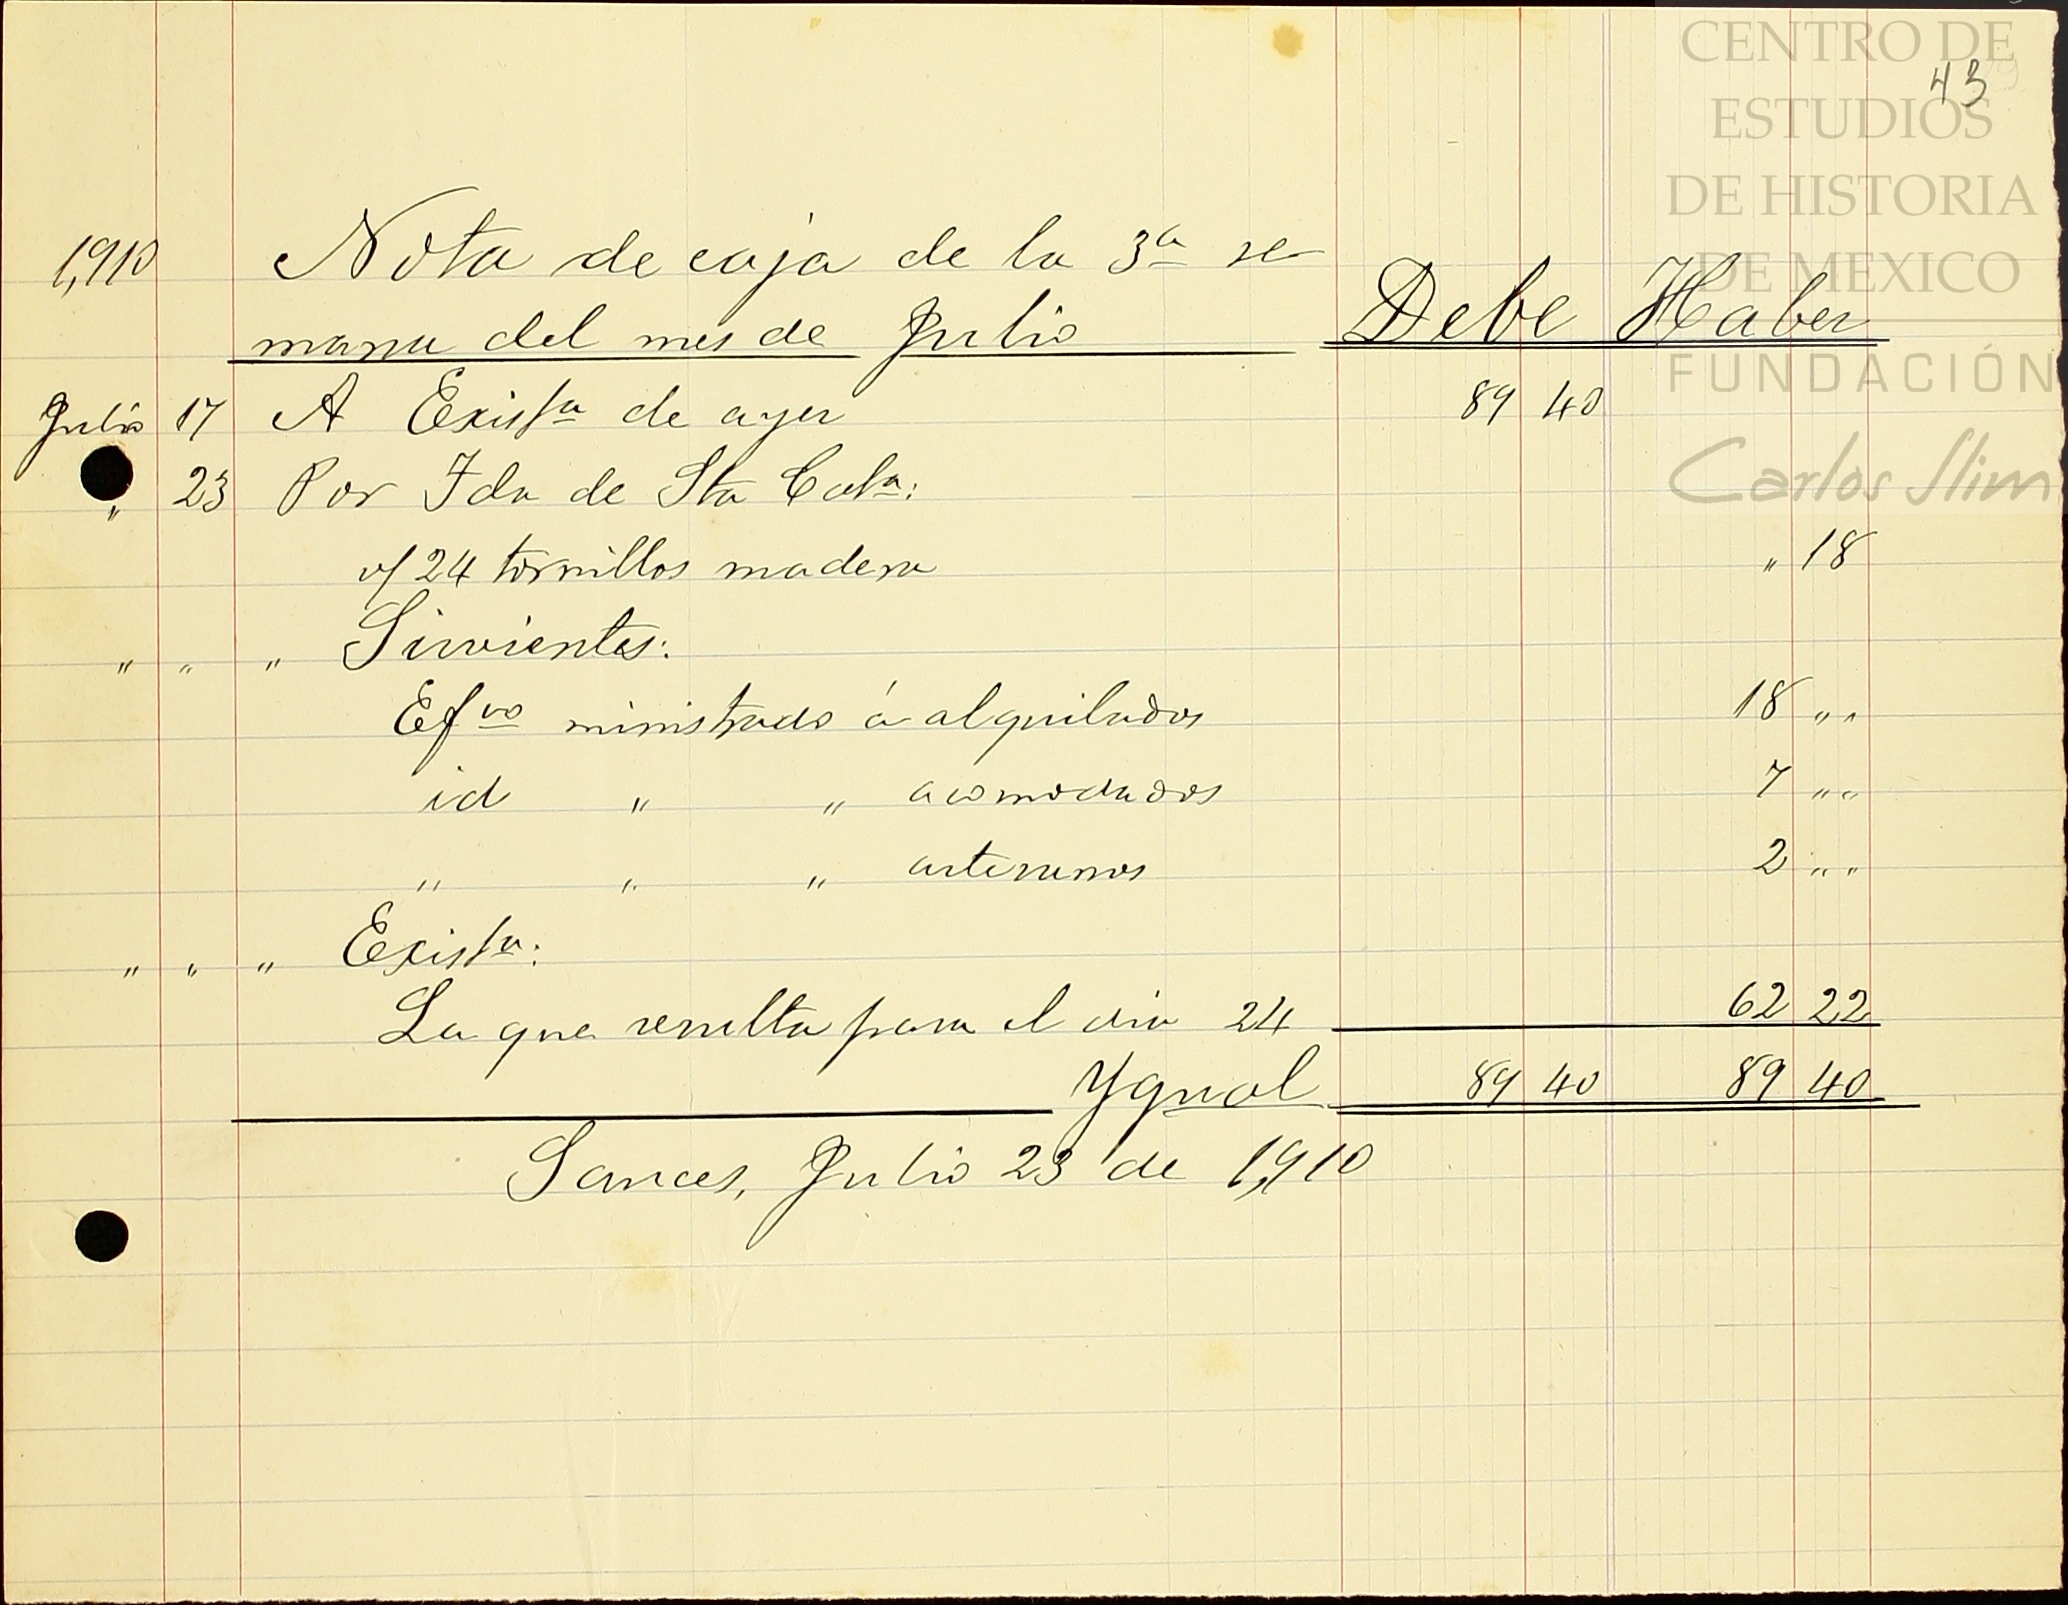 CENTRO DE
ESTUDIOS
DE HISTORIA
DE MEXICO
FUNDACIÓN
Carlos Slim
43
1,910 Nota de caja de la 3ª se
mana del mes de Julio Debe Haber
Julio 17 A Existª de ayer 89 40
" 23 Por Fda de Sta Catª:
v/ 24 tornillos madera " 18
" " " Sirvientes:
Efvo ministrado á alquilados 18 " "
id " " acomodados 7 " "
" " " artesanos 2 " "
" " " Existª:
La que resulta para el dia 24 62 22
Ygual 89 40 89 40
Sances, Julio 23 de 1,910